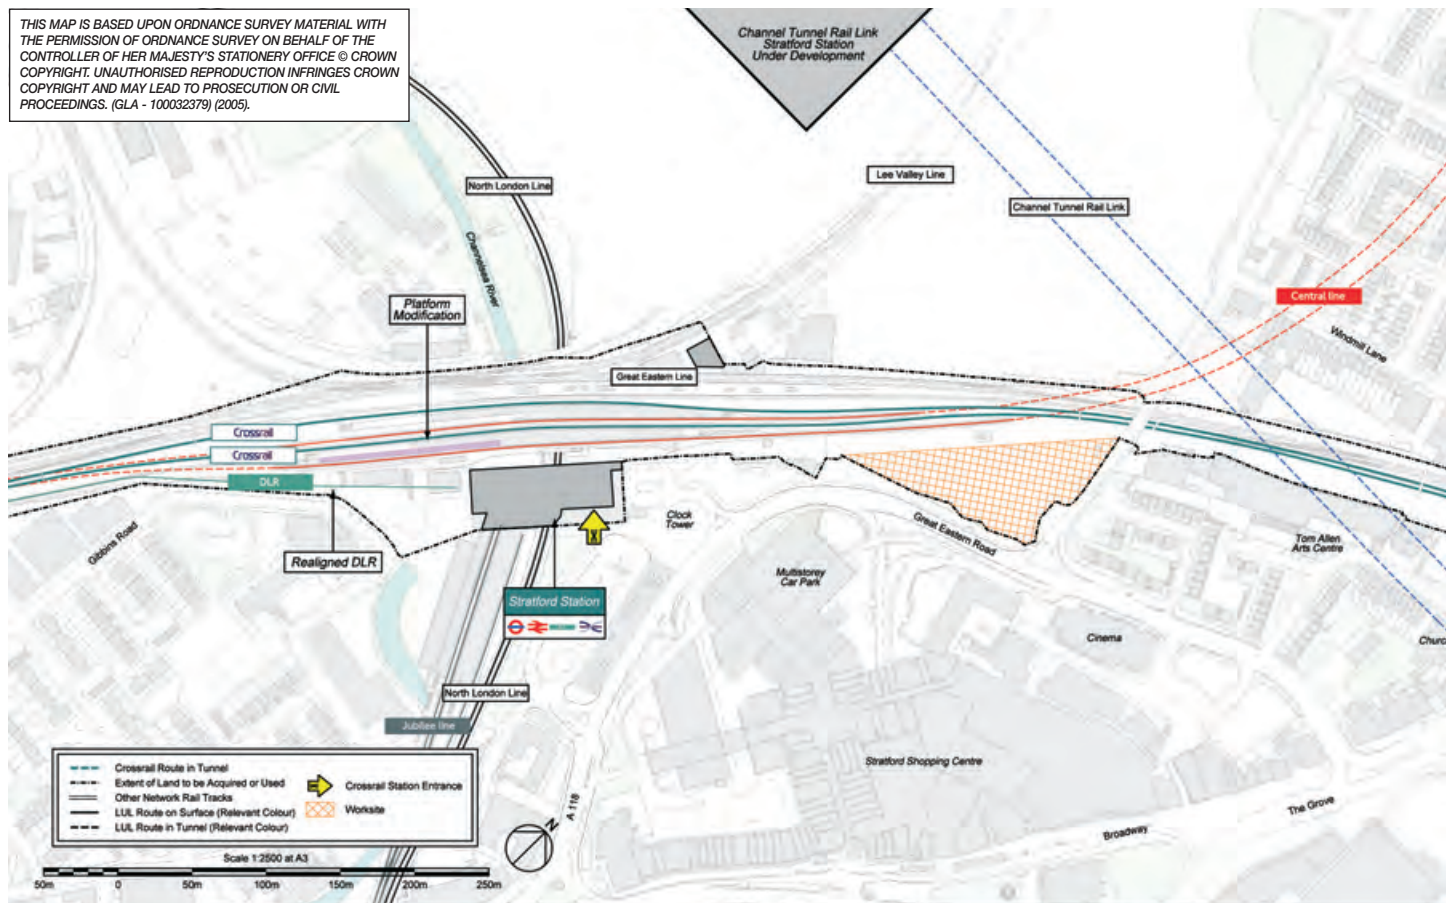 THIS MAP IS BASED UPON ORDNANCE SURVEY MATERIAL WITH
THE PERMISSION OF ORDNANCE SURVEY ON BEHALF OF THE
CONTROLLER OF HER MAJESTY'S STATIONERY OFFICE © CROWN
COPYRIGHT. UNAUTHORISED REPRODUCTION INFRINGES CROWN
COPYRIGHT AND MAY LEAD TO PROSECUTION OR CIVIL
PROCEEDINGS. (GLA - 100032379) (2005).
Channel Tunnel Rail Link
Stratford Station
Under Development
Lee Valley Line
North London Line
Channel Tunnel Rail Link
Channelsea River
Central line
Platform
Modification
Windmill Lane
Great Eastern Line
Crossrail
Crossrail
DLR
Gibbins Road
Clock
Tower
Great Eastern Road
Tom Allen
Arts Centre
Realigned DLR
Multistorey
Car Park
Stratford Station
Cinema
Churc
North London Line
Jubilee line
Stratford Shopping Centre
Crossrail Route in Tunnel
Extent of Land to be Acquired or Used
Other Network Rail Tracks
LUL Route on Surface (Relevant Colour)
LUL Route in Tunnel (Relevant Colour)
Crossrail Station Entrance
Worksite
A 118
The Grove
Broadway
N
Scale 1:2500 at A3
50m 0 50m 100m 150m 200m 250m